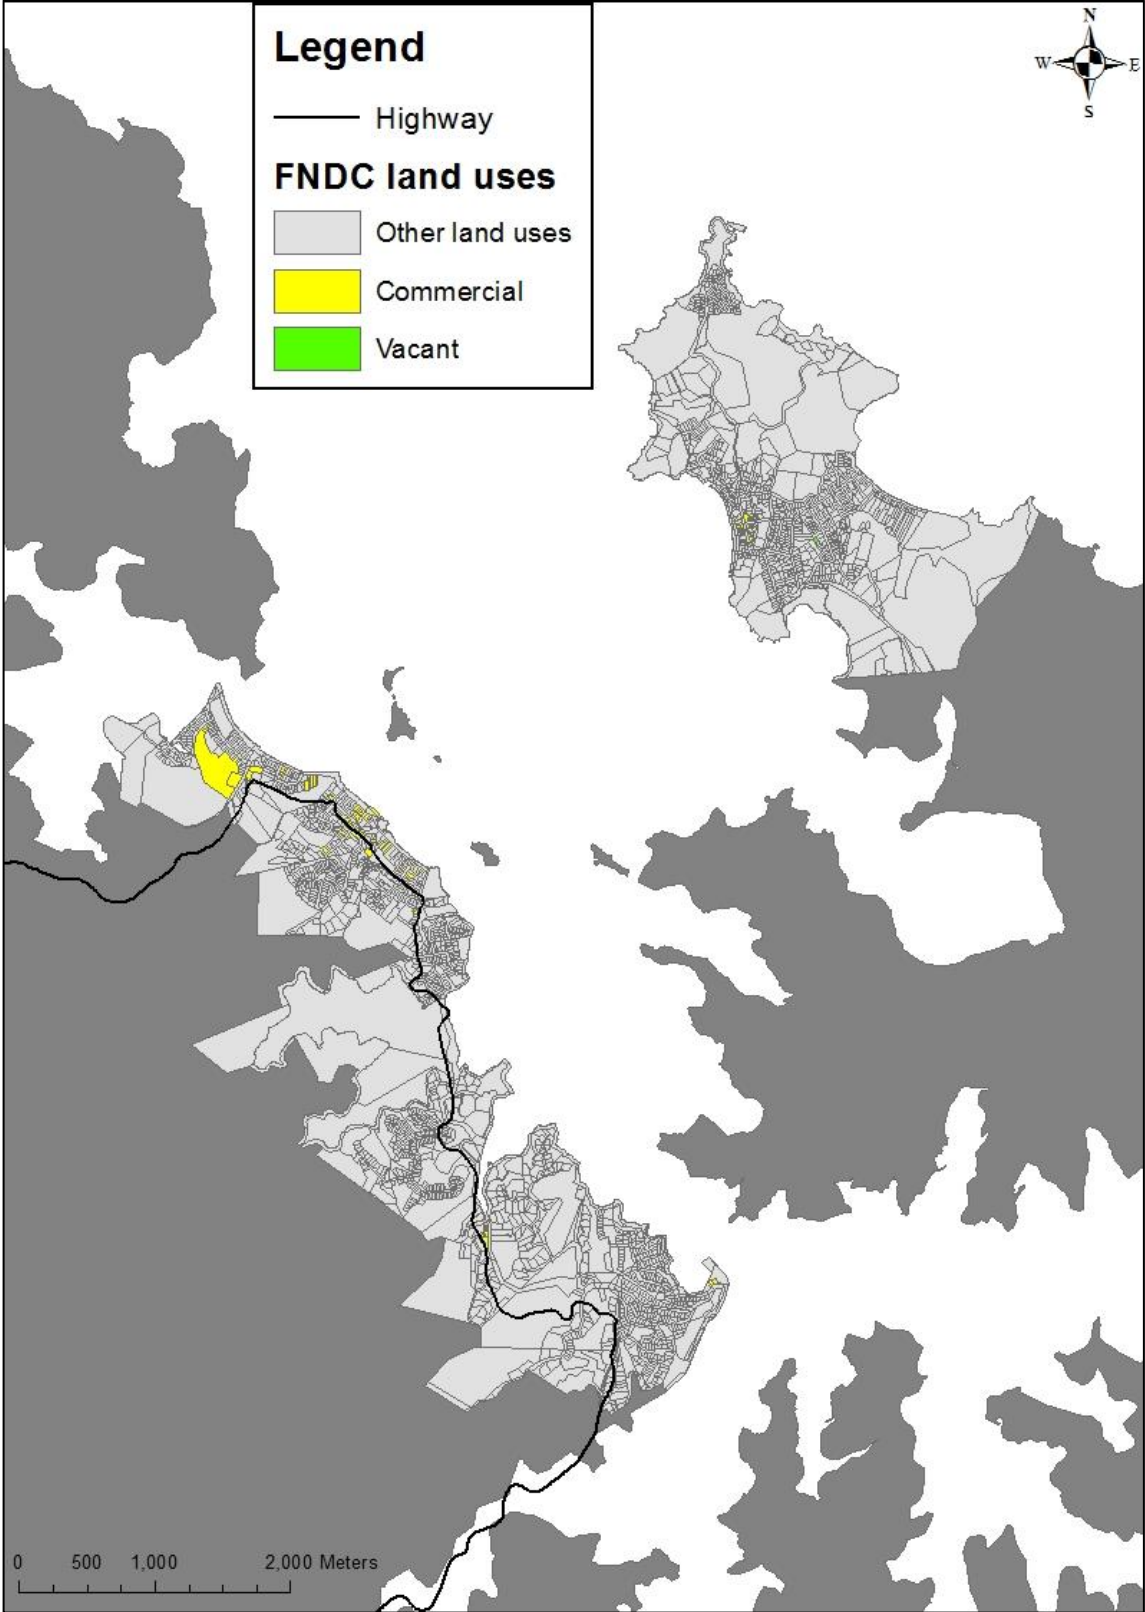 Legend
Highway
FNDC land uses
Other land uses
Commercial
Vacant
N
W E
S
0 500 1,000 2,000 Meters